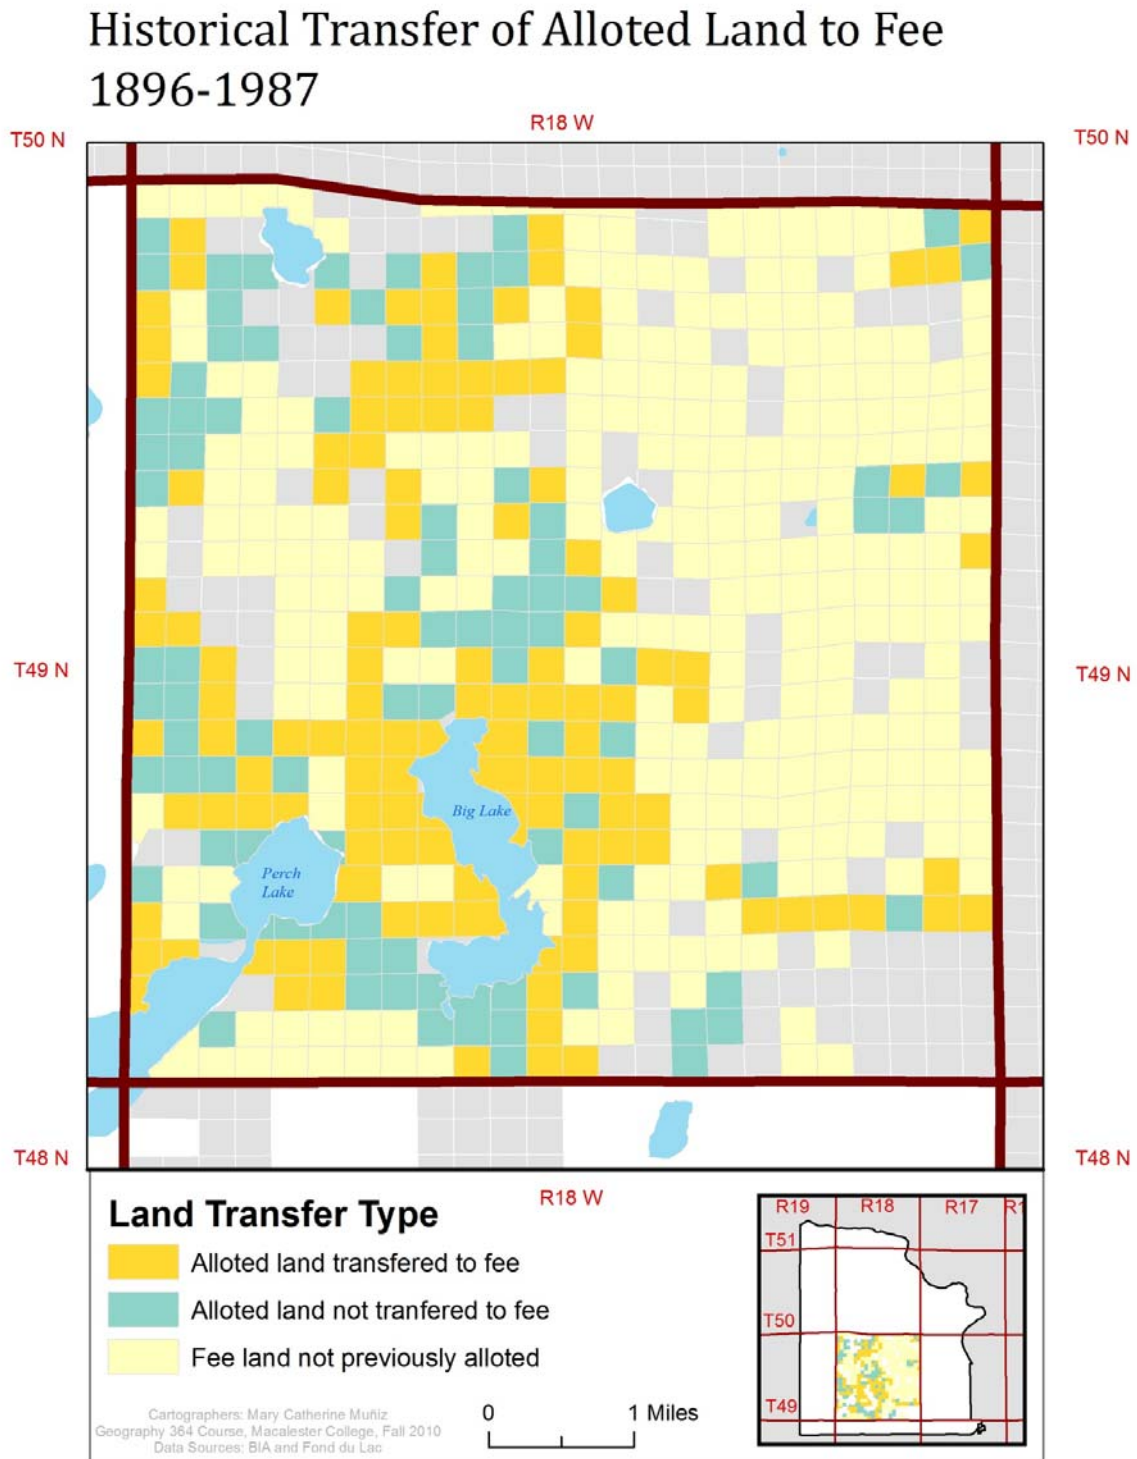 Historical Transfer of Alloted Land to Fee
1896-1987
R18 W
T50 N
T50 N
T49 N
T49 N
Big Lake
Perch
Lake
T48 N
T48 N
R18 W
Land Transfer Type
Alloted land transfered to fee
Alloted land not tranfered to fee
Fee land not previously alloted
0 1 Miles
Cartographers: Mary Catherine Muñiz
Geography 364 Course, Macalester College, Fall 2010
Data Sources: BIA and Fond du Lac
R19 R18 R17 R1
T51
T50
T49